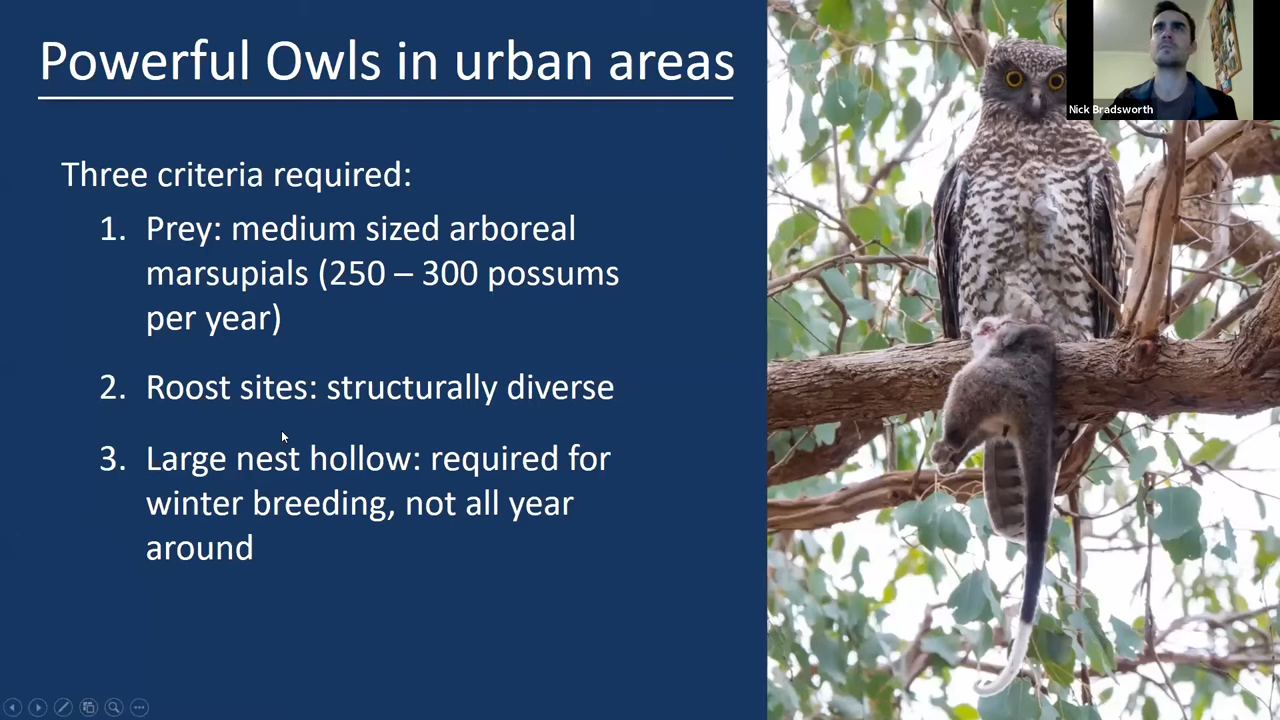 Powerful Owls in urban areas
Nick Bradsworth
Three criteria required:
1. Prey: medium sized arboreal
marsupials (250 – 300 possums
per year)
2. Roost sites: structurally diverse
3. Large nest hollow: required for
winter breeding, not all year
around